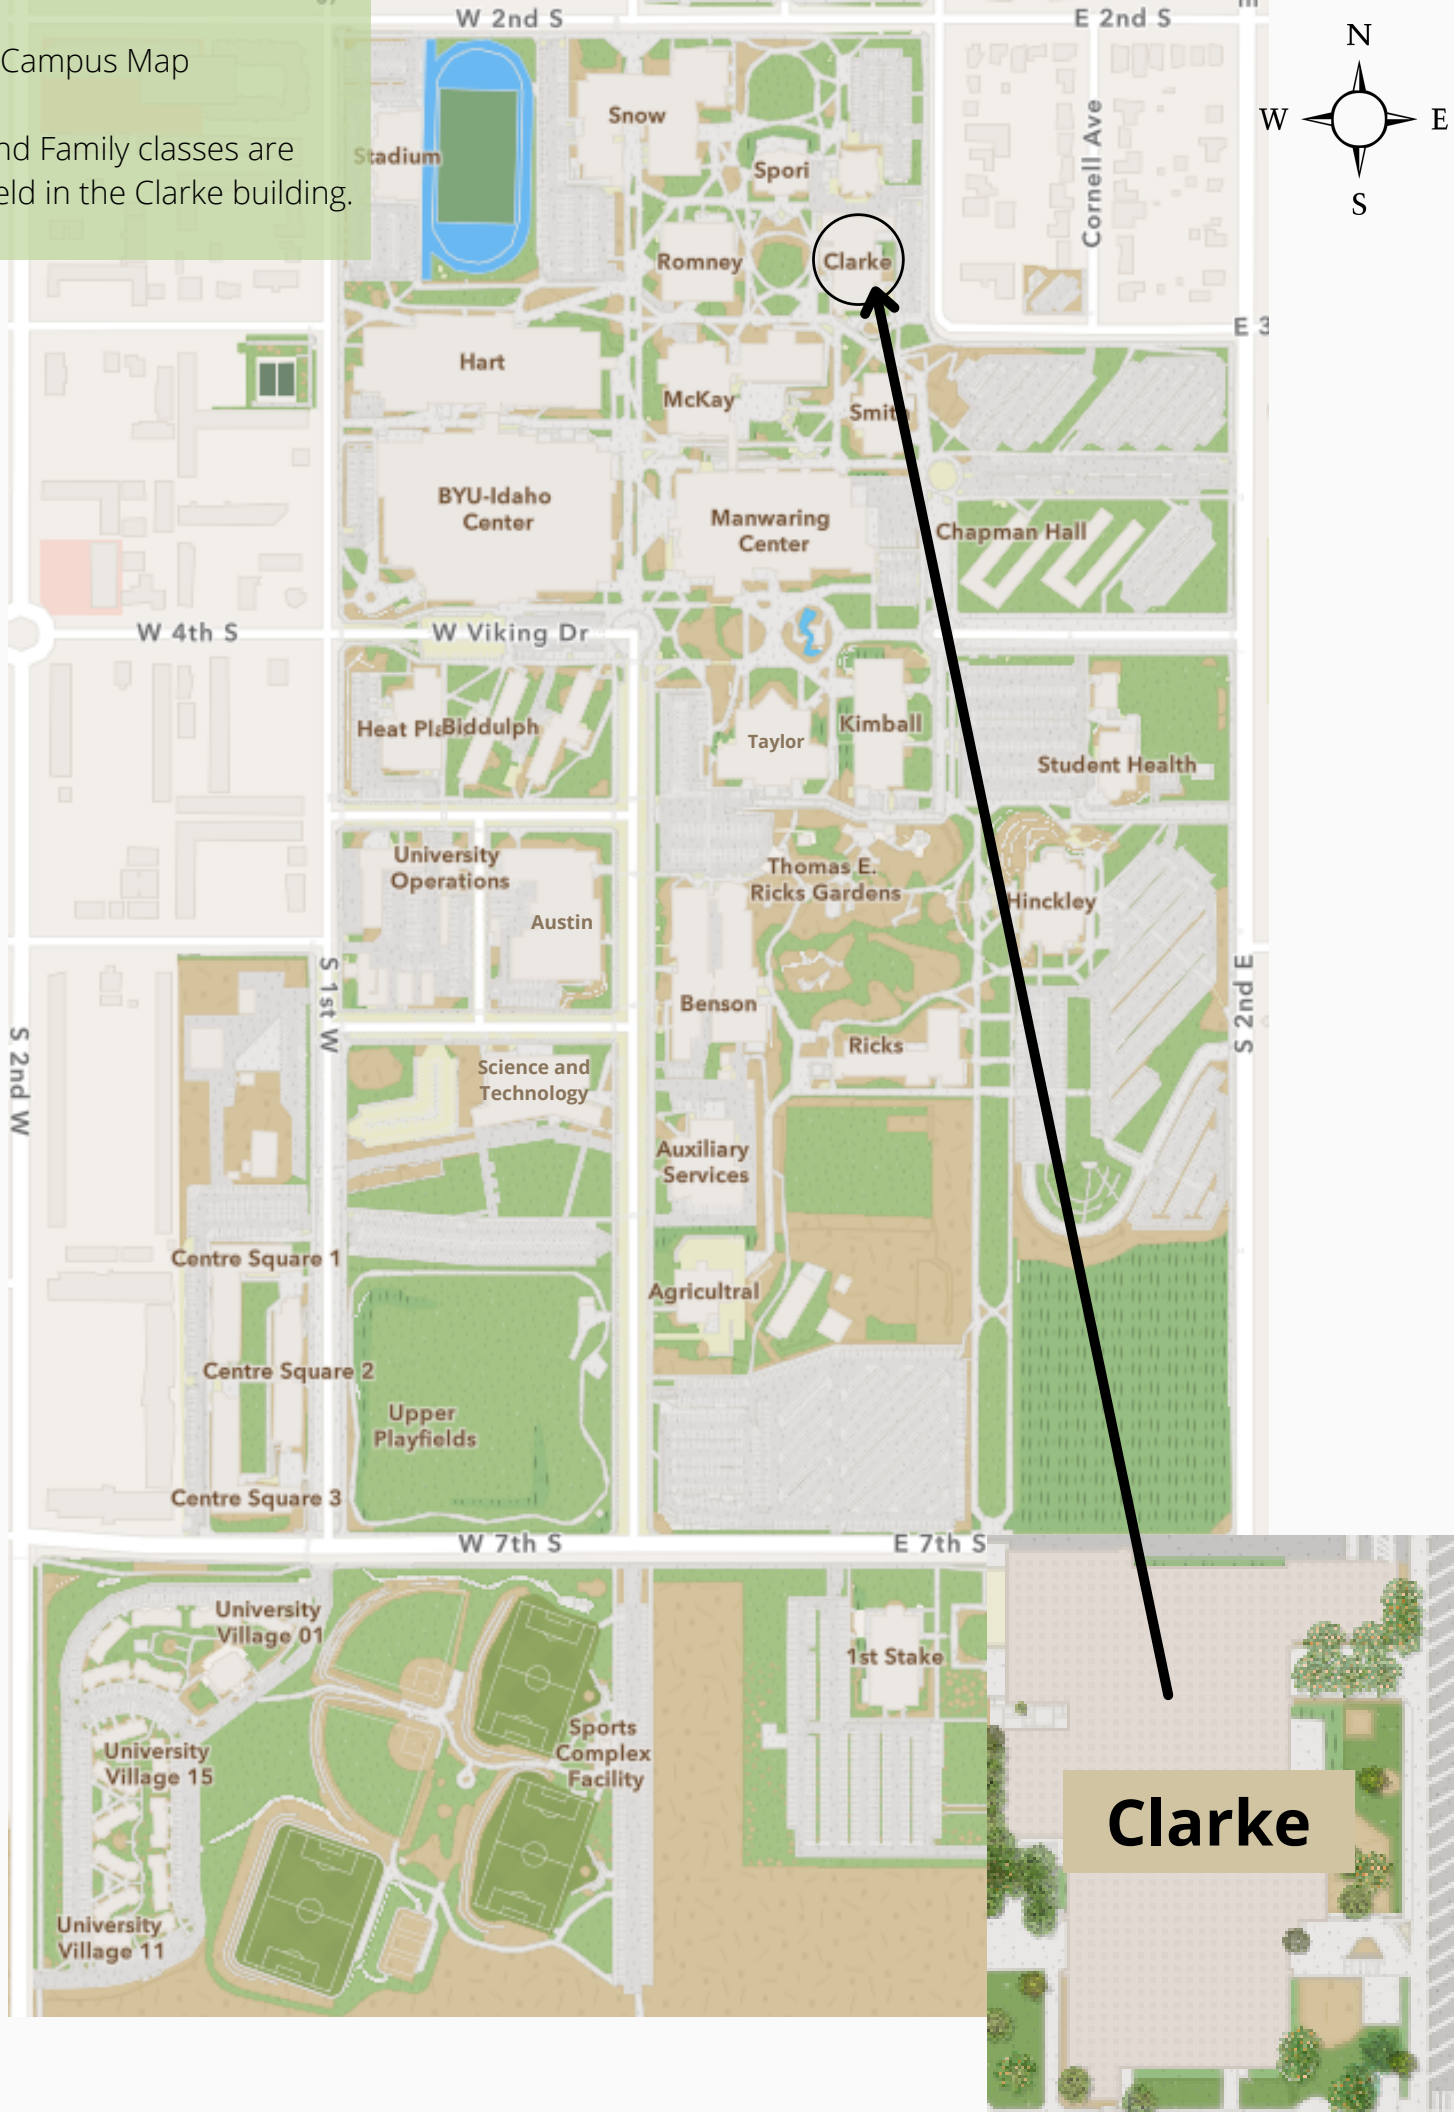 W 2nd S
E 2nd S
Campus Map
nd Family classes are
eld in the Clarke building.
N
W
E
S
Cornell Ave
Snow
Stadium
Spori
Romney
Clarke
E 3
Hart
McKay
Smith
BYU-Idaho
Center
Manwaring
Center
Chapman Hall
W 4th S
W Viking Dr
Heat Pla
Biddulph
Taylor
Kimball
Student Health
University
Operations
Thomas E.
Ricks Gardens
Austin
Hinckley
S 1st W
S 2nd W
S 2nd E
Benson
Ricks
Science and
Technology
Auxiliary
Services
Centre Square 1
Agricultral
Centre Square 2
Upper
Playfields
Centre Square 3
W 7th S
E 7th S
University
Village 01
1st Stake
Sports
Complex
Facility
University
Village 15
Clarke
University
Village 11